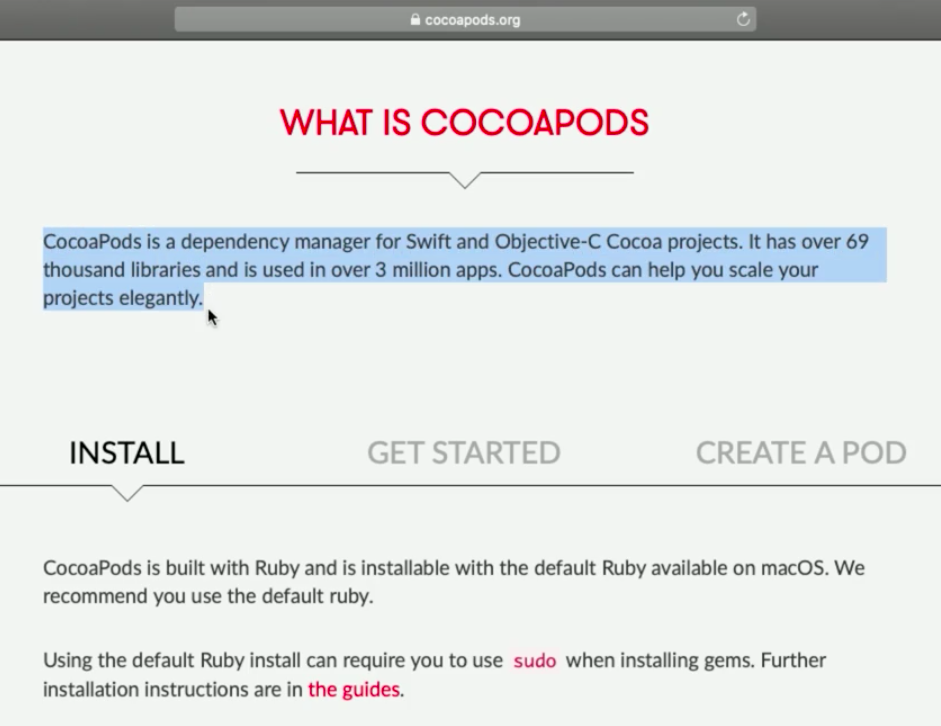 cocoapods.org
WHAT IS COCOAPODS
CocoaPods is a dependency manager for Swift and Objective-C Cocoa projects. It has over 69
thousand libraries and is used in over 3 million apps. CocoaPods can help you scale your
projects elegantly.
INSTALL GET STARTED CREATE A POD
CocoaPods is built with Ruby and is installable with the default Ruby available on macOS. We
recommend you use the default ruby.
Using the default Ruby install can require you to use sudo when installing gems. Further
installation instructions are in the guides.